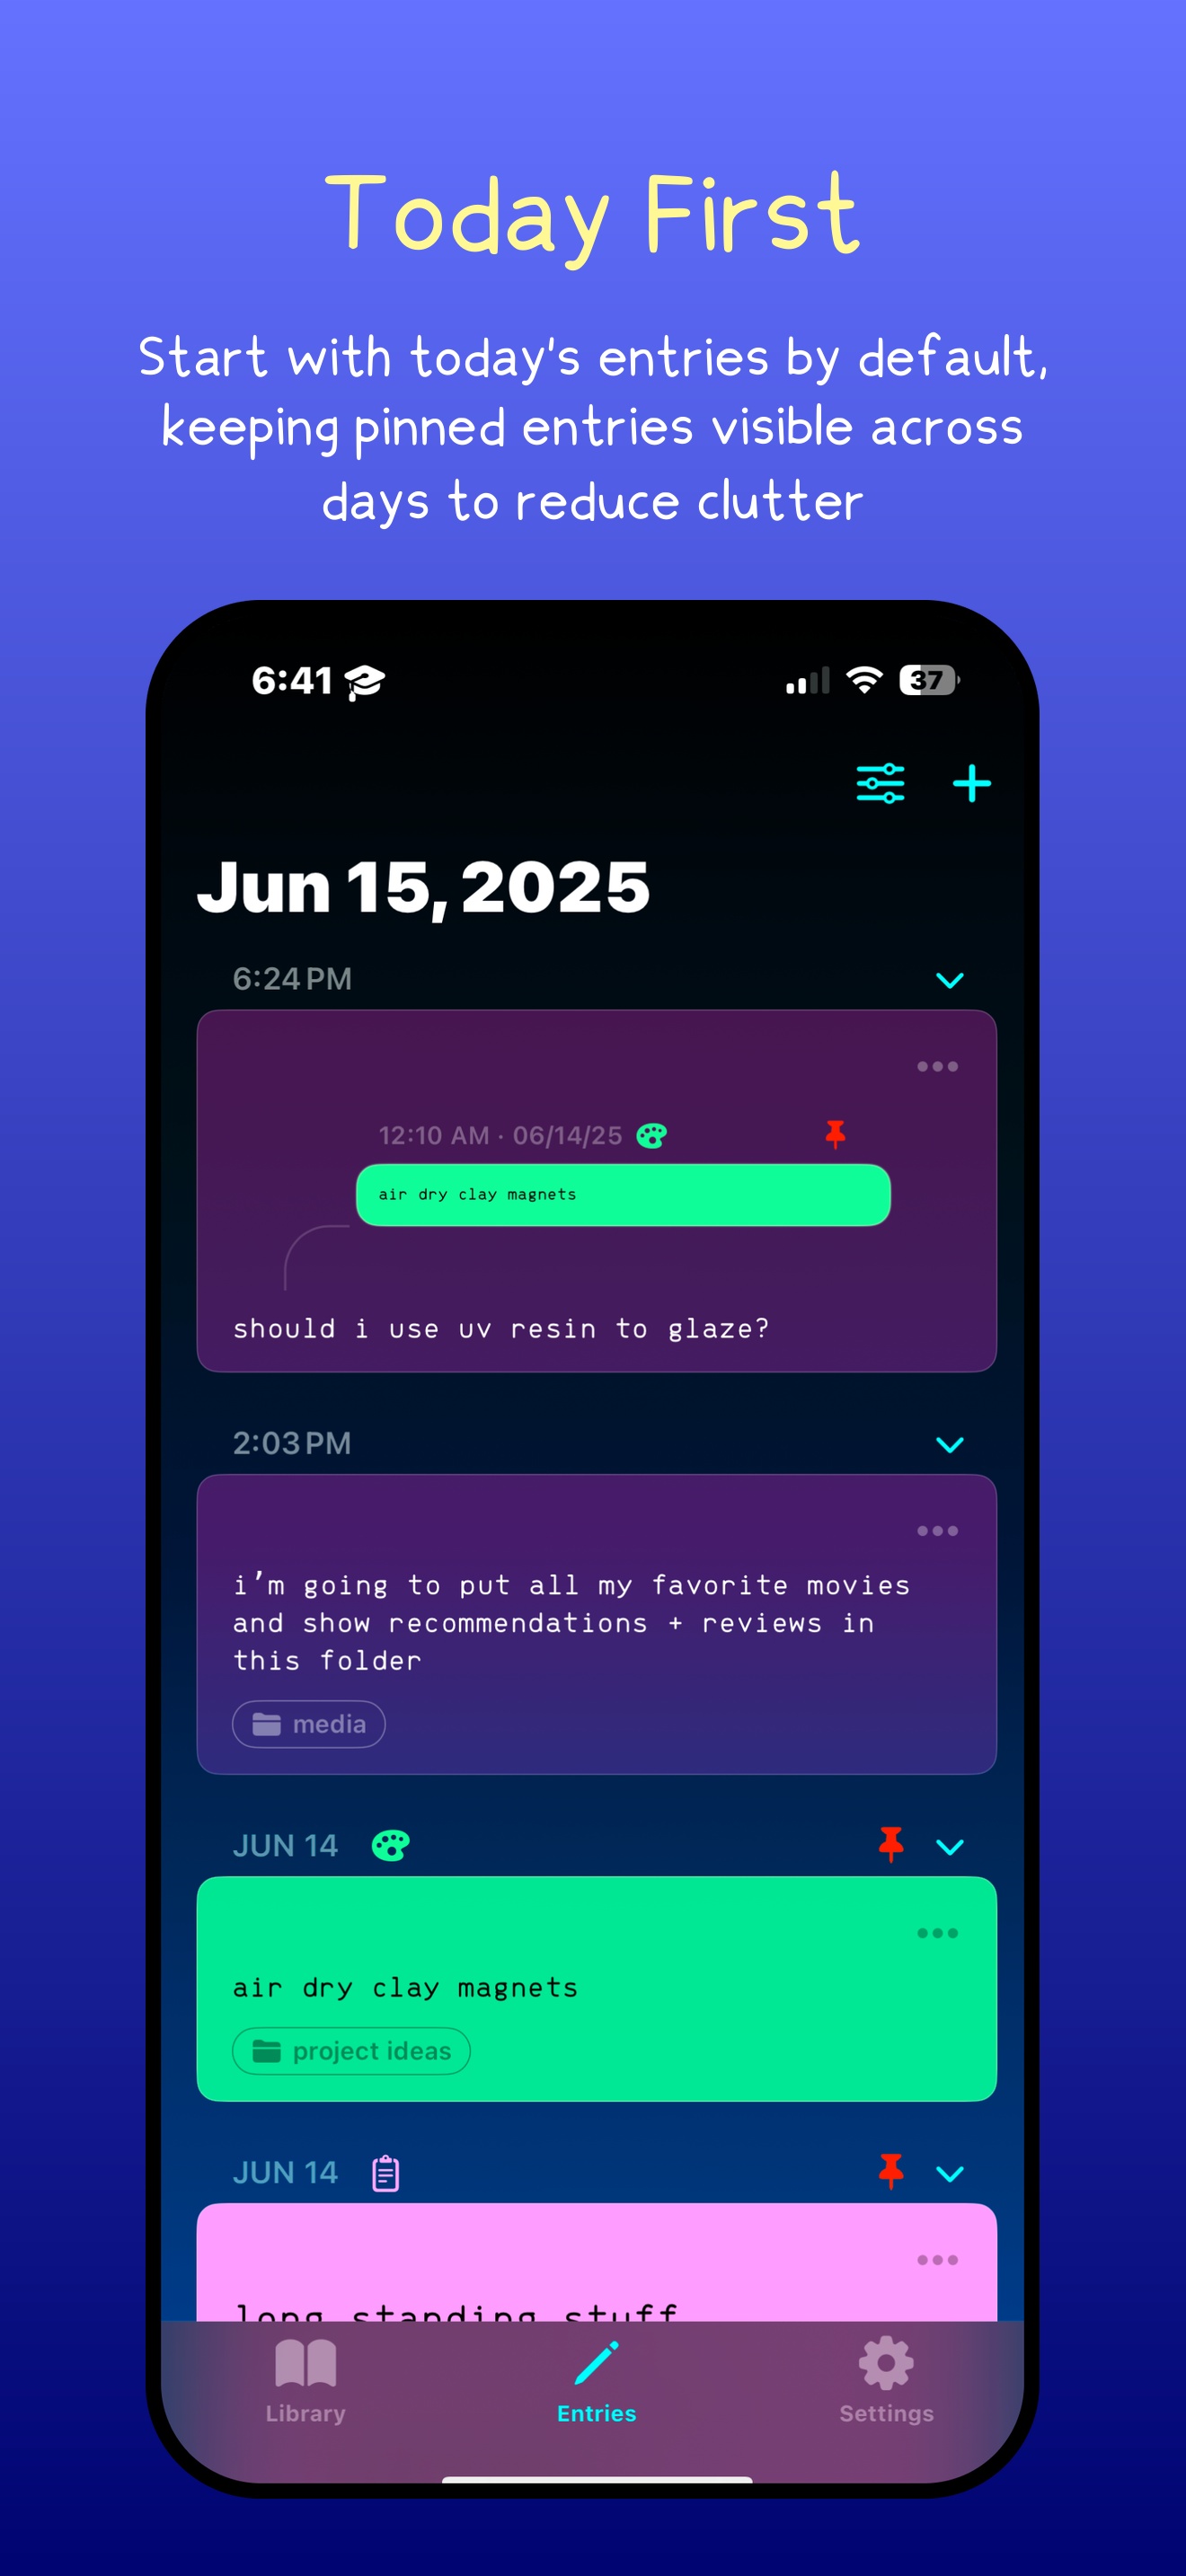 Today First
Start with today's entries by default,
keeping pinned entries visible across
days to reduce clutter
6:41
37
Jun 15, 2025
6:24 PM
12:10 AM · 06/14/25
air dry clay magnets
should i use uv resin to glaze?
2:03 PM
i’m going to put all my favorite movies
and show recommendations + reviews in
this folder
media
JUN 14
air dry clay magnets
project ideas
JUN 14
long standing stuff
Library
Entries
Settings